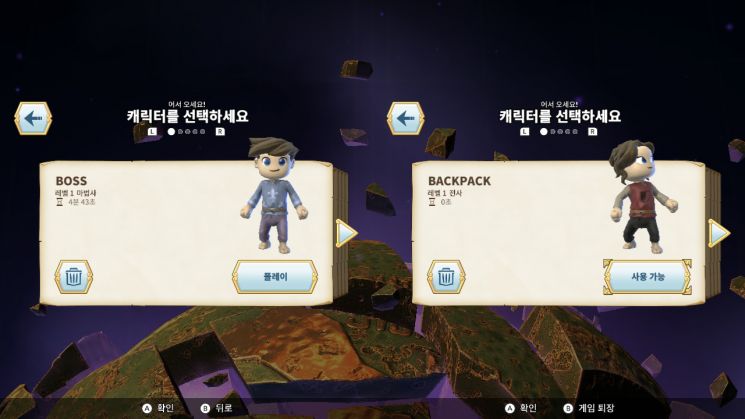 어서 오세요!
캐릭터를 선택하세요
L R
BOSS
레벨 1 마법사
4분 43초
플레이
A 확인 B 뒤로
어서 오세요!
캐릭터를 선택하세요
L R
BACKPACK
레벨 1 전사
0초
사용 가능
A 확인 B 게임 퇴장